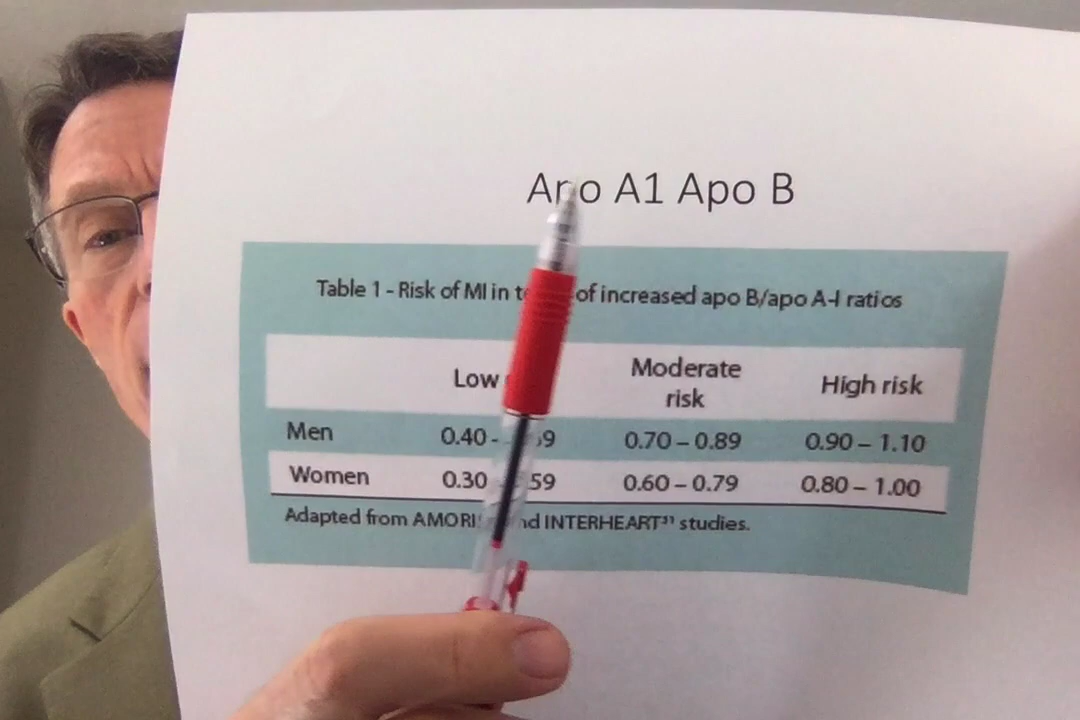 Apo A1 Apo B
Table 1 - Risk of MI in of increased apo B/apo A-I ratios
Low Moderate risk High risk
Men 0.40 - 9 0.70 – 0.89 0.90 – 1.10
Women 0.30 59 0.60 – 0.79 0.80 – 1.00
Adapted from AMORI nd INTERHEART³¹ studies.